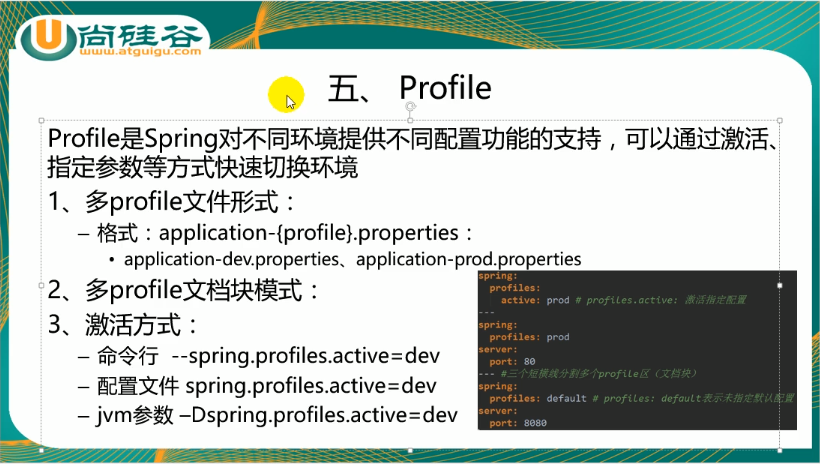 尚硅谷
www.atguigu.com
五、 Profile
Profile是Spring对不同环境提供不同配置功能的支持，可以通过激活、
指定参数等方式快速切换环境
1、多profile文件形式：
– 格式：application-{profile}.properties：
• application-dev.properties、application-prod.properties
2、多profile文档块模式：
3、激活方式：
– 命令行 --spring.profiles.active=dev
– 配置文件 spring.profiles.active=dev
– jvm参数 –Dspring.profiles.active=dev
spring:
profiles:
active: prod # profiles.active: 激活指定配置
---
spring:
profiles: prod
server:
port: 80
--- #三个短横线分割多个profile区（文档块）
spring:
profiles: default # profiles: default表示未指定默认配置
server:
port: 8080